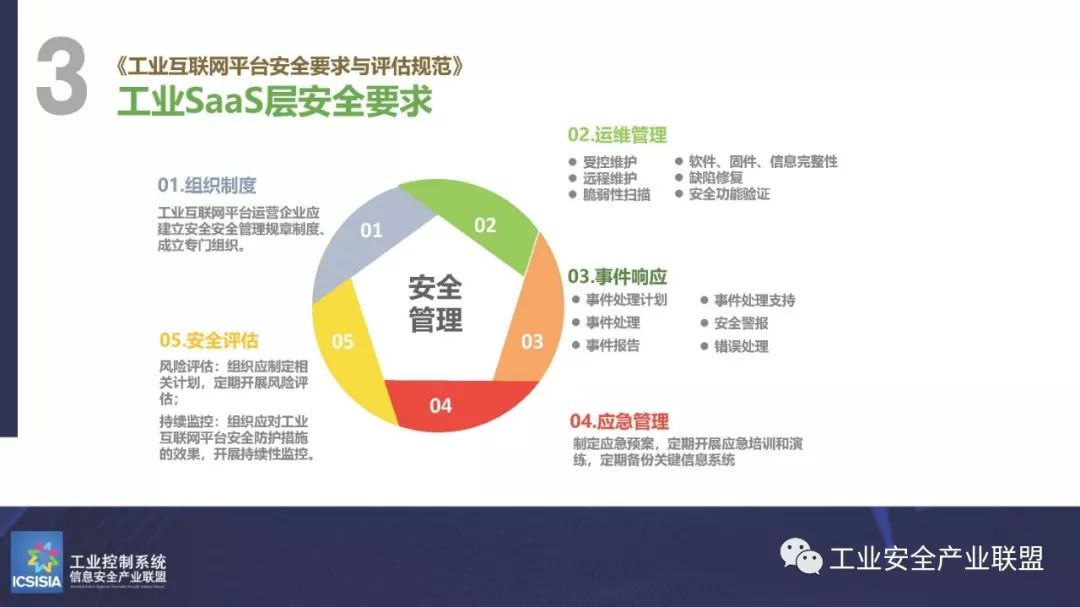 3
《工业互联网平台安全要求与评估规范》
工业SaaS层安全要求
01.组织制度
工业互联网平台运营企业应
建立安全安全管理规章制度、
成立专门组织。
02.运维管理
受控维护
远程维护
脆弱性扫描
软件、固件、信息完整性
缺陷修复
安全功能验证
01
02
03
04
05
安全
管理
03.事件响应
事件处理计划
事件处理
事件报告
事件处理支持
安全警报
错误处理
04.应急管理
制定应急预案，定期开展应急培训和演
练，定期备份关键信息系统
05.安全评估
风险评估：组织应制定相
关计划，定期开展风险评
估；
持续监控：组织应对工业
互联网平台安全防护措施
的效果，开展持续性监控。
ICSISIA
工业控制系统
信息安全产业联盟
工业安全产业联盟